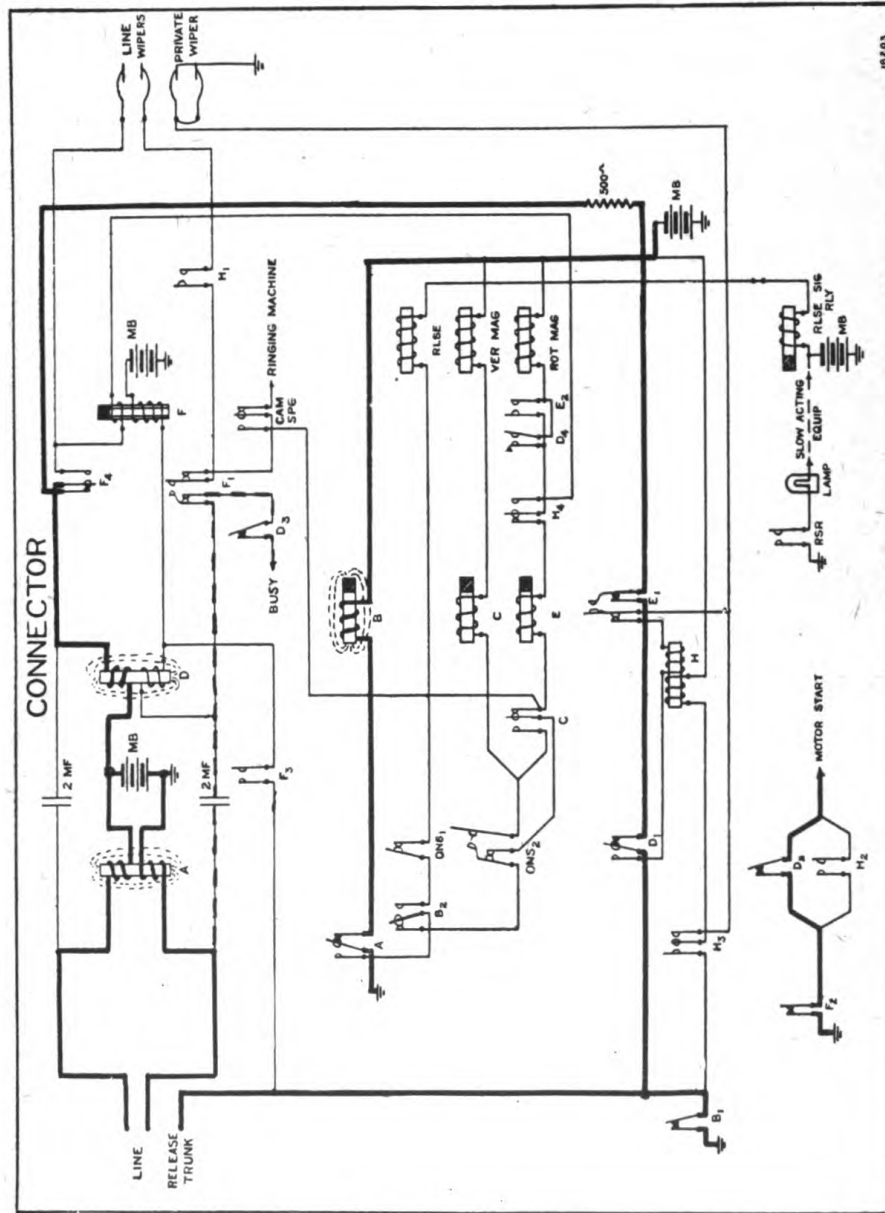 CONNECTOR
LINE
WIPERS
PRIVATE
WIPER
2 MF
MB
D
A
2 MF
LINE
RELEASE
TRUNK
F4
MB
F
H1
F1
D3
BUSY
CAM
SPG
RINGING MACHINE
F3
500
MB
B
RLSE
VER MAG
ROT MAG
E2
D4
H4
C
E
C
ONS1
ONS2
B2
A
E1
D1
H
H3
B1
RLSE SIG
RLY
MB
SLOW ACTING
EQUIP
LAMP
RSR
MOTOR START
D2
H2
F2